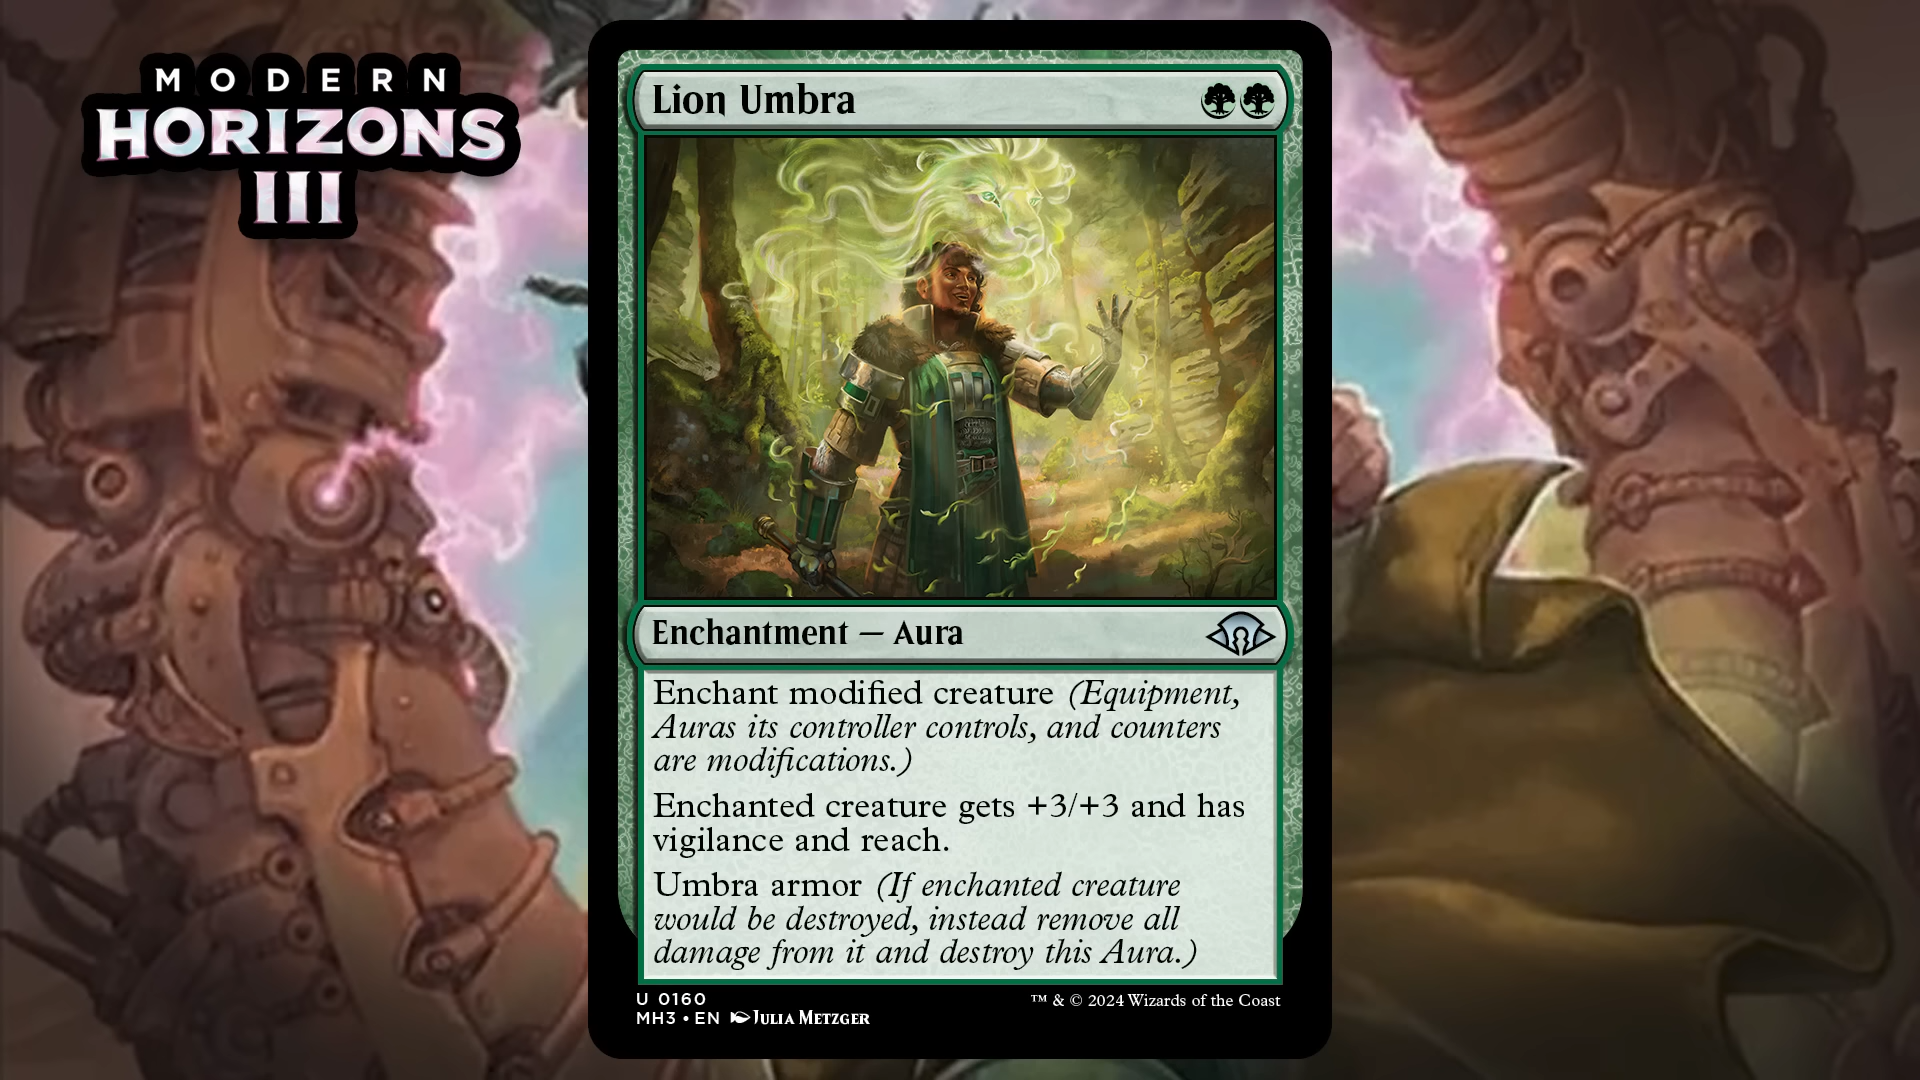 MODERN
HORIZONS
III
Lion Umbra
Enchantment — Aura
Enchant modified creature (Equipment,
Auras its controller controls, and counters
are modifications.)
Enchanted creature gets +3/+3 and has
vigilance and reach.
Umbra armor (If enchanted creature
would be destroyed, instead remove all
damage from it and destroy this Aura.)
U 0160
MH3 • EN Julia Metzger
™ & © 2024 Wizards of the Coast